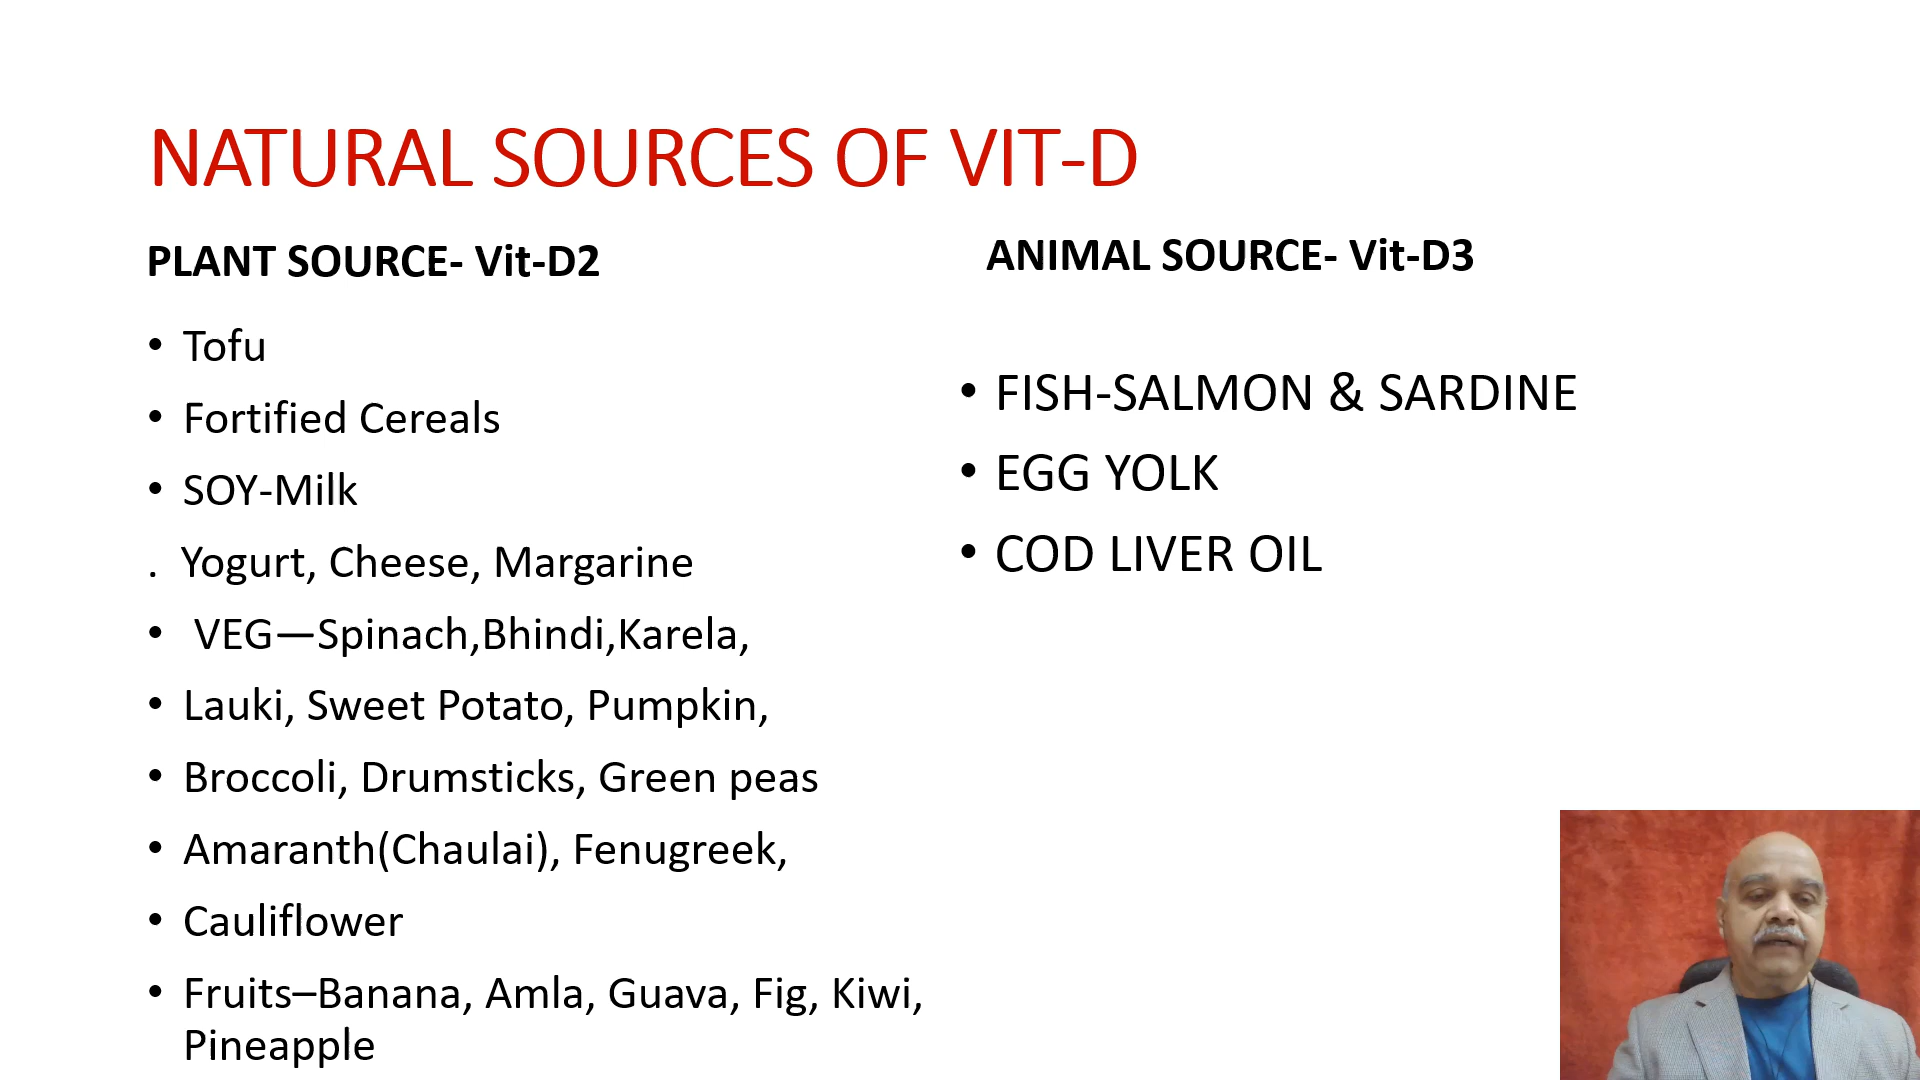 NATURAL SOURCES OF VIT-D
PLANT SOURCE- Vit-D2
• Tofu
• Fortified Cereals
• SOY-Milk
. Yogurt, Cheese, Margarine
• VEG—Spinach,Bhindi,Karela,
• Lauki, Sweet Potato, Pumpkin,
• Broccoli, Drumsticks, Green peas
• Amaranth(Chaulai), Fenugreek,
• Cauliflower
• Fruits–Banana, Amla, Guava, Fig, Kiwi,
Pineapple
ANIMAL SOURCE- Vit-D3
• FISH-SALMON & SARDINE
• EGG YOLK
• COD LIVER OIL